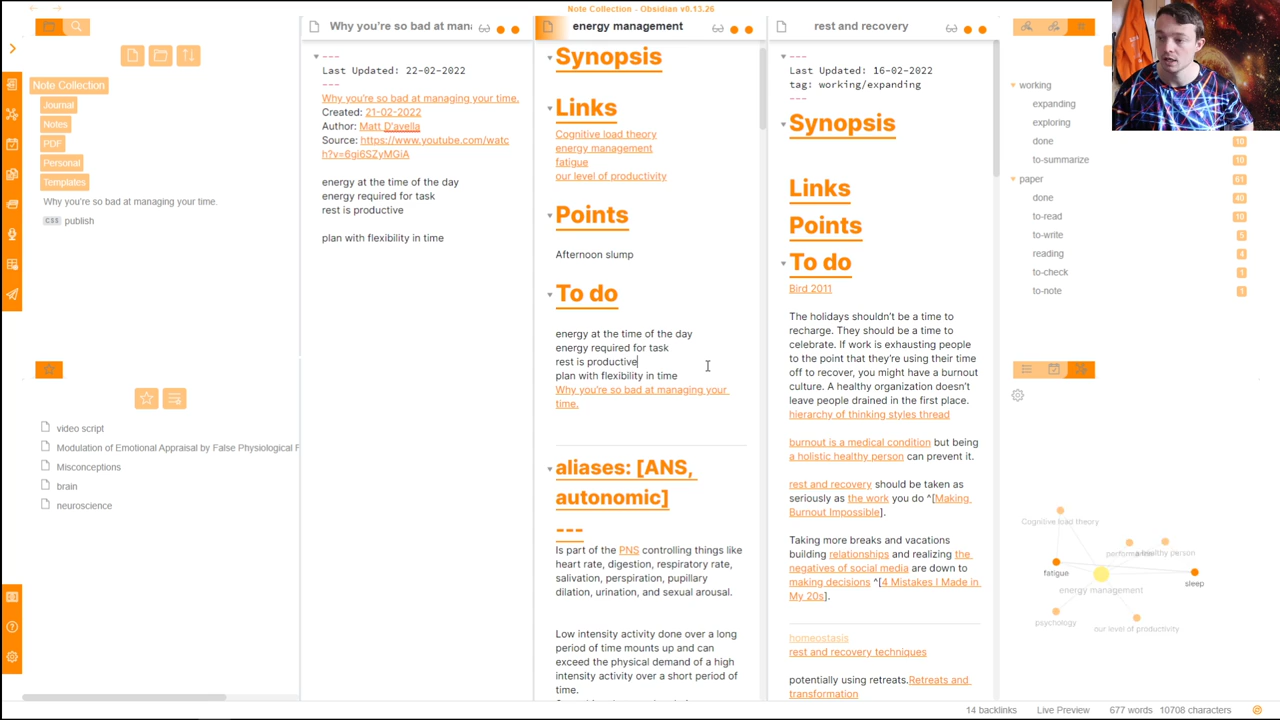 Note Collection - Obsidian v0.13.26
Why you're so bad at mana
energy management
rest and recovery
Note Collection
Journal
Notes
PDF
Personal
Templates
Why you're so bad at managing your time.
CSS publish
video script
Modulation of Emotional Appraisal by False Physiological F
Misconceptions
brain
neuroscience
---
Last Updated: 22-02-2022
---
Why you're so bad at managing your time.
Created: 21-02-2022
Author: Matt D'avella
Source: https://www.youtube.com/watc
h?v=6gi6SZyMGiA
energy at the time of the day
energy required for task
rest is productive
plan with flexibility in time
Synopsis
Links
Cognitive load theory
energy management
fatigue
our level of productivity
Points
Afternoon slump
To do
energy at the time of the day
energy required for task
rest is productive
plan with flexibility in time
Why you're so bad at managing your
time.
aliases: [ANS,
autonomic]
---
Is part of the PNS controlling things like
heart rate, digestion, respiratory rate,
salivation, perspiration, pupillary
dilation, urination, and sexual arousal.
Low intensity activity done over a long
period of time mounts up and can
exceed the physical demand of a high
intensity activity over a short period of
time.
---
Last Updated: 16-02-2022
tag: working/expanding
---
Synopsis
Links
Points
To do
Bird 2011
The holidays shouldn't be a time to
recharge. They should be a time to
celebrate. If work is exhausting people
to the point that they're using their time
off to recover, you might have a burnout
culture. A healthy organization doesn't
leave people drained in the first place.
hierarchy of thinking styles thread
burnout is a medical condition but being
a holistic healthy person can prevent it.
rest and recovery should be taken as
seriously as the work you do ^[Making
Burnout Impossible].
Taking more breaks and vacations
building relationships and realizing the
negatives of social media are down to
making decisions ^[4 Mistakes I Made in
My 20s].
homeostasis
rest and recovery techniques
potentially using retreats.Retreats and
transformation
working
expanding
exploring
done 10
to-summarize 10
paper 61
done 40
to-read 10
to-write 5
reading 4
to-check 1
to-note 1
Cognitive load theory
a healthy person
fatigue
sleep
energy management
psychology
our level of productivity
14 backlinks
Live Preview
677 words 10708 characters